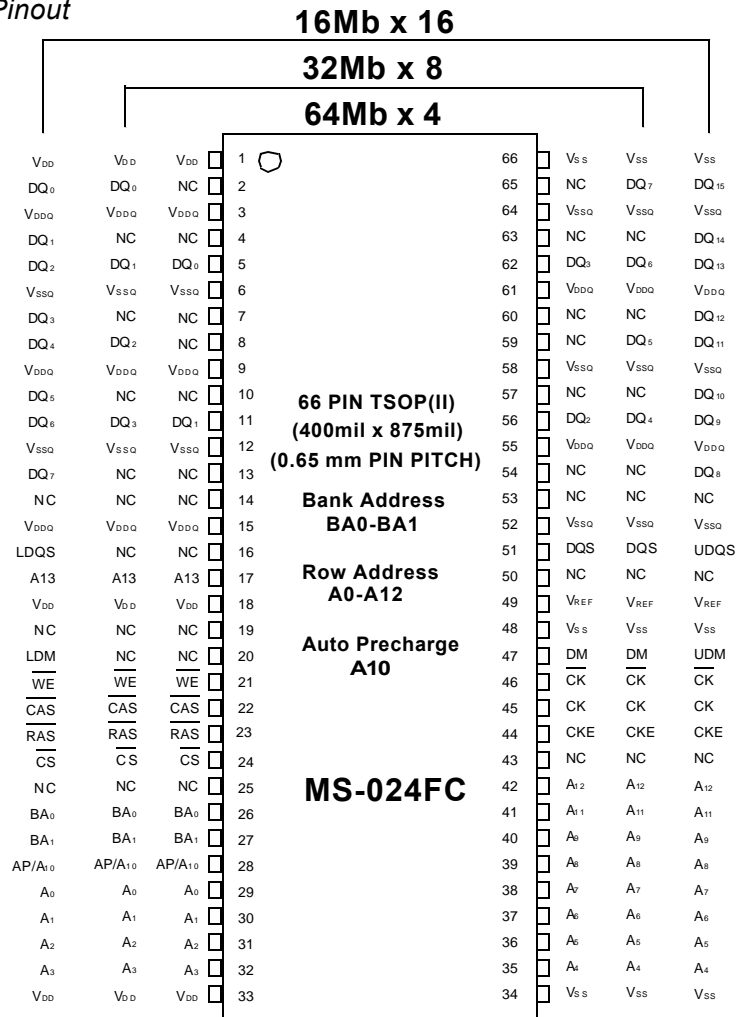 Pinout
16Mb x 16
32Mb x 8
64Mb x 4
VDD VDD VDD 1 66 VSS VSS VSS
DQ0 DQ0 NC 2 65 NC DQ7 DQ15
VDDQ VDDQ VDDQ 3 64 VSSQ VSSQ VSSQ
DQ1 NC NC 4 63 NC NC DQ14
DQ2 DQ1 DQ0 5 62 DQ3 DQ6 DQ13
VSSQ VSSQ VSSQ 6 61 VDDQ VDDQ VDDQ
DQ3 NC NC 7 60 NC NC DQ12
DQ4 DQ2 NC 8 59 NC DQ5 DQ11
VDDQ VDDQ VDDQ 9 58 VSSQ VSSQ VSSQ
DQ5 NC NC 10 57 NC NC DQ10
66 PIN TSOP(II)
DQ6 DQ3 DQ1 11 56 DQ2 DQ4 DQ9
(400mil x 875mil)
VSSQ VSSQ VSSQ 12 55 VDDQ VDDQ VDDQ
(0.65 mm PIN PITCH)
DQ7 NC NC 13 54 NC NC DQ8
NC NC NC 14 Bank Address 53 NC NC NC
VDDQ VDDQ VDDQ 15 BA0-BA1 52 VSSQ VSSQ VSSQ
LDQS NC NC 16 51 DQS DQS UDQS
A13 A13 A13 17 Row Address 50 NC NC NC
VDD VDD VDD 18 A0-A12 49 VREF VREF VREF
NC NC NC 19 48 VSS VSS VSS
LDM NC NC 20 Auto Precharge 47 DM DM UDM
WE WE WE 21 A10 46 CK CK CK
CAS CAS CAS 22 45 CK CK CK
RAS RAS RAS 23 44 CKE CKE CKE
CS CS CS 24 43 NC NC NC
NC NC NC 25 MS-024FC 42 A12 A12 A12
BA0 BA0 BA0 26 41 A11 A11 A11
BA1 BA1 BA1 27 40 A9 A9 A9
AP/A10 AP/A10 AP/A10 28 39 A8 A8 A8
A0 A0 A0 29 38 A7 A7 A7
A1 A1 A1 30 37 A6 A6 A6
A2 A2 A2 31 36 A5 A5 A5
A3 A3 A3 32 35 A4 A4 A4
VDD VDD VDD 33 34 VSS VSS VSS